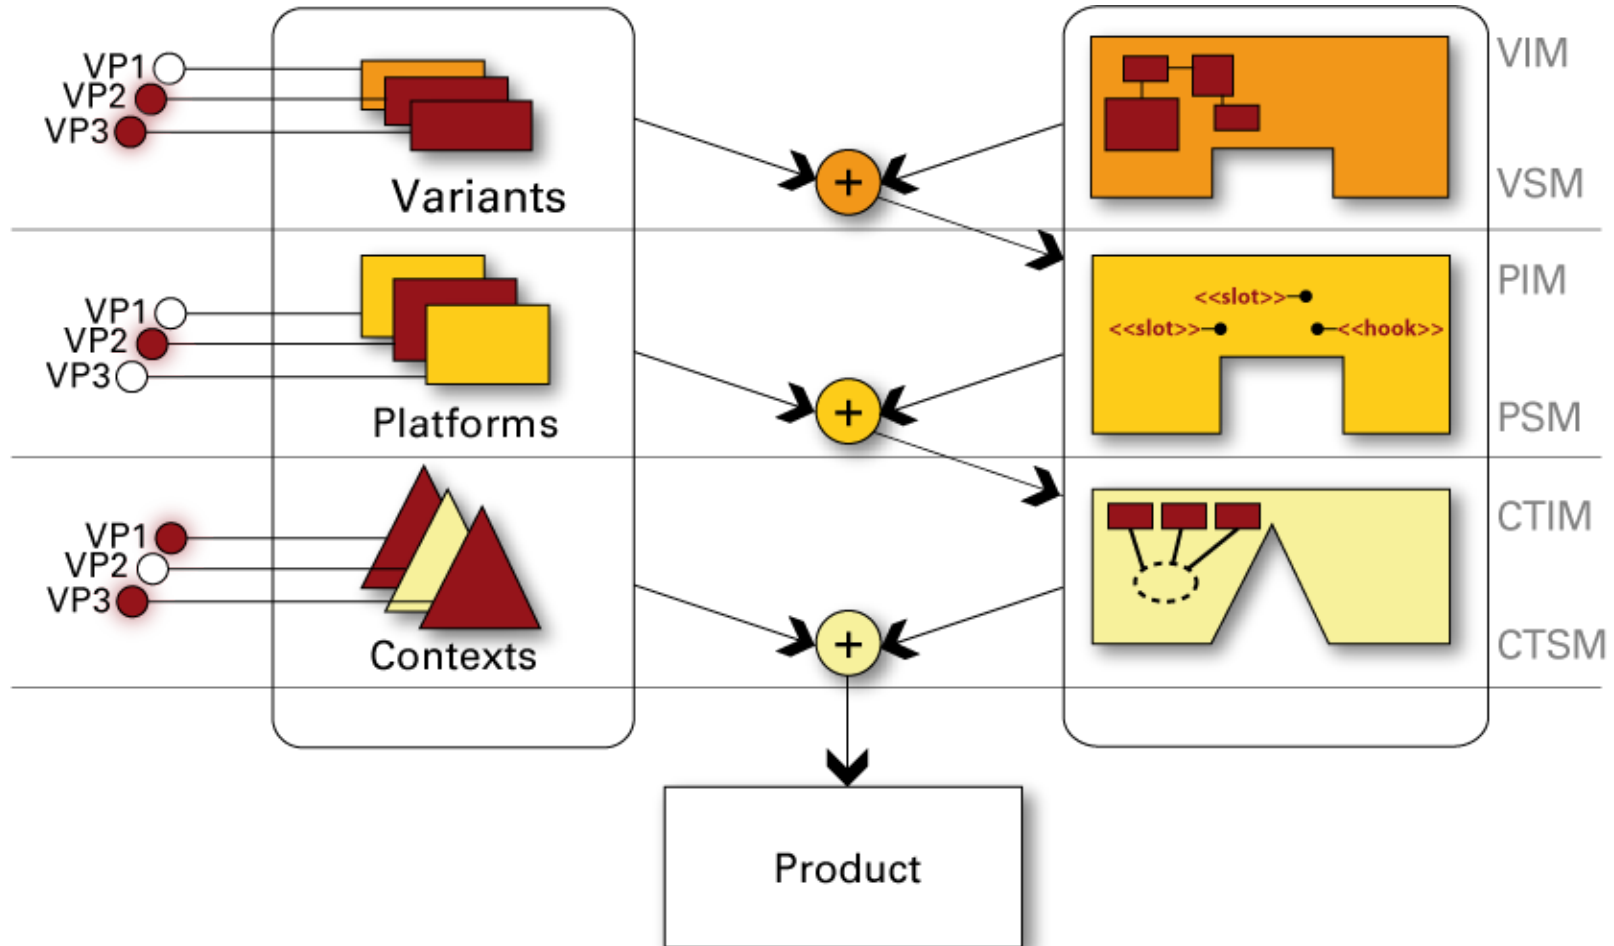 VP1
VP2
VP3
Variants
+
VIM
VSM
VP1
VP2
VP3
Platforms
+
<<slot>>
<<slot>>
<<hook>>
PIM
PSM
VP1
VP2
VP3
Contexts
+
CTIM
CTSM
Product